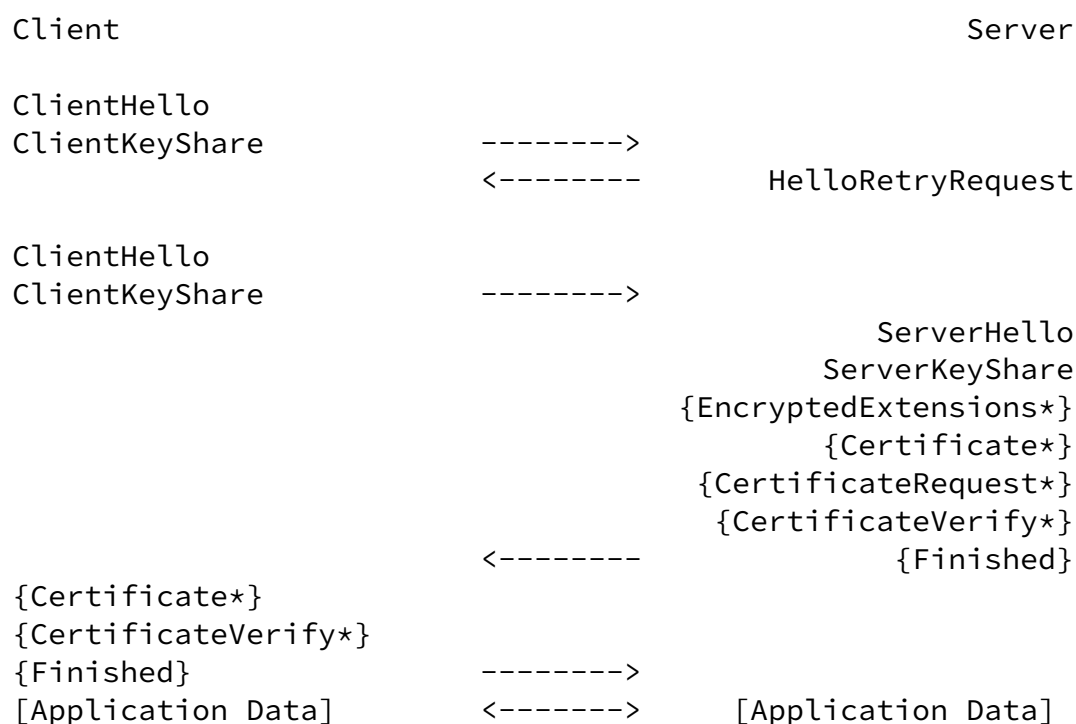 Client Server
ClientHello
ClientKeyShare -------->
<-------- HelloRetryRequest
ClientHello
ClientKeyShare -------->
ServerHello
ServerKeyShare
{EncryptedExtensions*}
{Certificate*}
{CertificateRequest*}
{CertificateVerify*}
<-------- {Finished}
{Certificate*}
{CertificateVerify*}
{Finished} -------->
[Application Data] <-------> [Application Data]